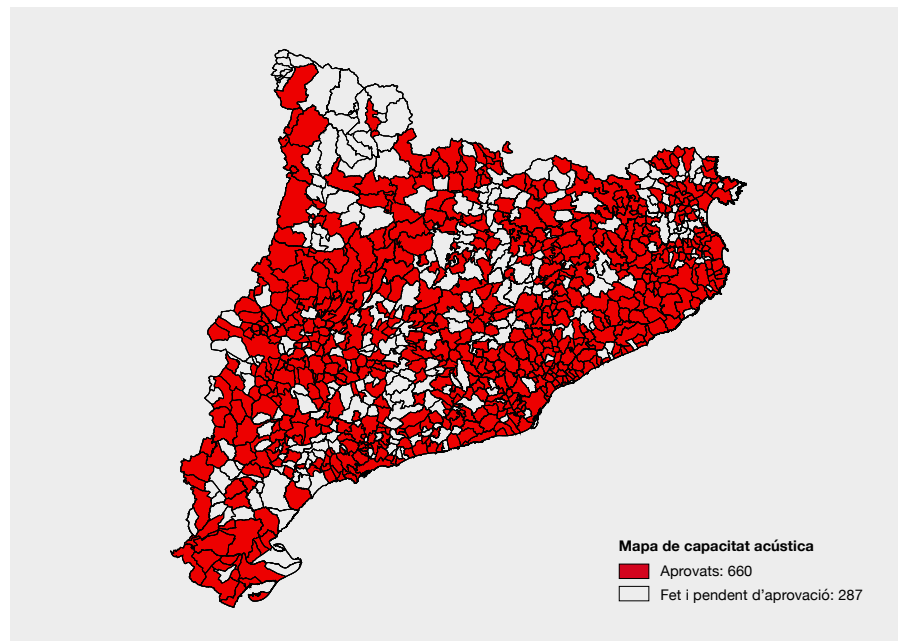 Mapa de capacitat acústica
Aprovats: 660
Fet i pendent d'aprovació: 287